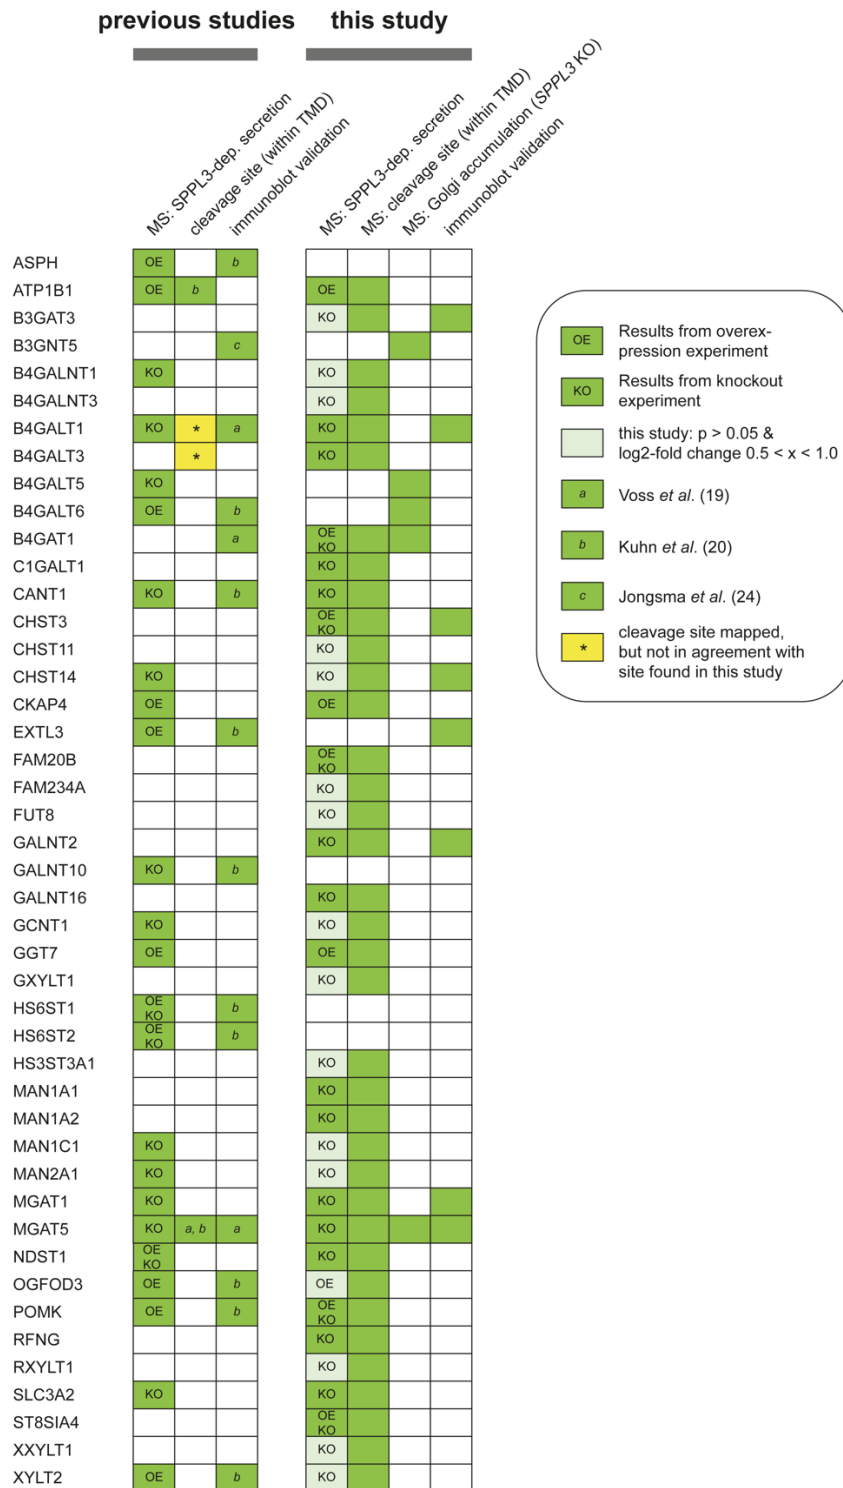 previous studies this study
MS: SPPL3-dep. secretion
cleavage site (within TMD)
immunoblot validation
MS: SPPL3-dep. secretion
MS: cleavage site (within TMD)
MS: Golgi accumulation (SPPL3 KO)
immunoblot validation
ASPH OE b
ATP1B1 OE b OE
B3GAT3 KO
B3GNT5 c
B4GALNT1 KO KO
B4GALNT3 KO
B4GALT1 KO * a KO
B4GALT3 * KO
B4GALT5 KO
B4GALT6 OE b
B4GAT1 a OE KO
C1GALT1 KO
CANT1 KO b KO
CHST3 OE KO
CHST11 KO
CHST14 KO KO
CKAP4 OE OE
EXTL3 OE b
FAM20B OE KO
FAM234A KO
FUT8 KO
GALNT2 KO
GALNT10 KO b
GALNT16 KO
GCNT1 KO KO
GGT7 OE OE
GXYLT1 KO
HS6ST1 OE KO b
HS6ST2 OE KO b
HS3ST3A1 KO
MAN1A1 KO
MAN1A2 KO
MAN1C1 KO KO
MAN2A1 KO KO
MGAT1 KO KO
MGAT5 KO a, b a KO
NDST1 OE KO KO
OGFOD3 OE b OE
POMK OE b OE KO
RFNG KO
RXYLT1 KO
SLC3A2 KO KO
ST8SIA4 OE KO
XXYLT1 KO
XYLT2 OE b KO
OE Results from overex-
pression experiment
KO Results from knockout
experiment
this study: p > 0.05 &
log2-fold change 0.5 < x < 1.0
a Voss et al. (19)
b Kuhn et al. (20)
c Jongsma et al. (24)
* cleavage site mapped,
but not in agreement with
site found in this study